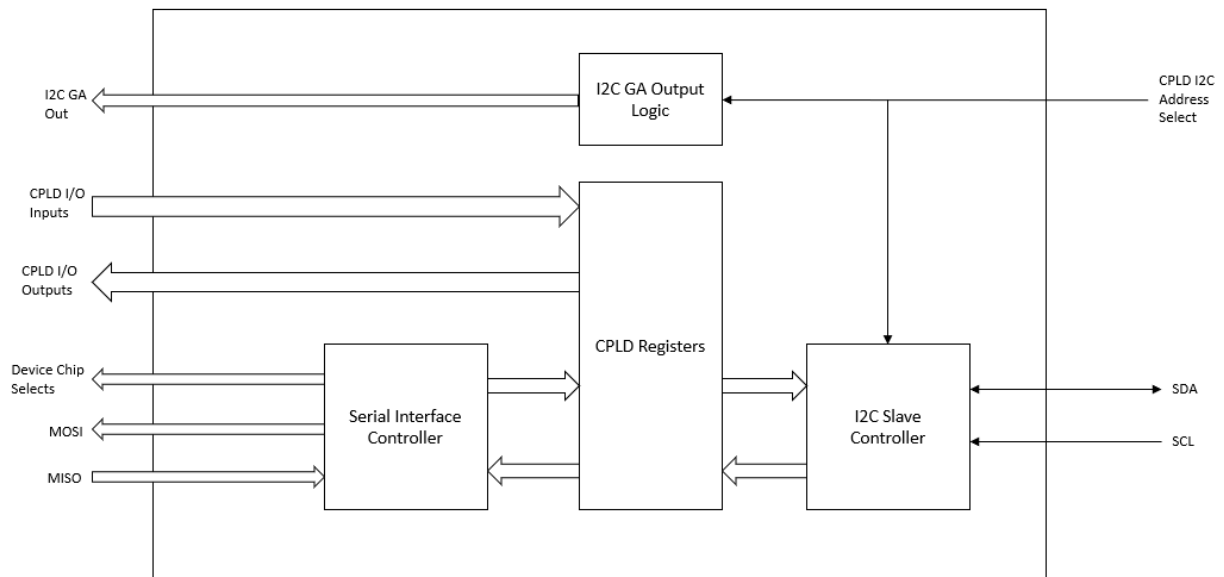 I2C GA
Out
I2C GA Output
Logic
CPLD I2C
Address
Select
CPLD I/O
Inputs
CPLD I/O
Outputs
CPLD Registers
Device Chip
Selects
MOSI
MISO
Serial Interface
Controller
I2C Slave
Controller
SDA
SCL